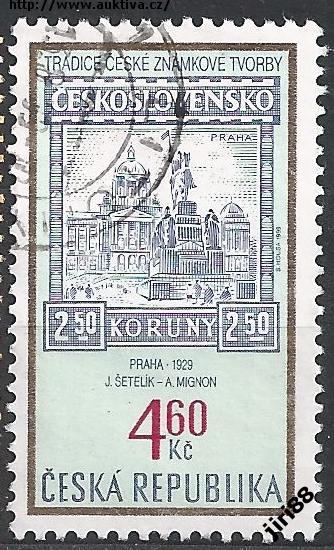 http://www.auktiva.cz/
TRADICE ČESKÉ ZNÁMKOVÉ TVORBY
ČESKOSLOVENSKO
PRAHA
2·50 KORUNY 2·50
PRAHA · 1929
J. ŠETELÍK – A. MIGNON
4 60
Kč
ČESKÁ REPUBLIKA
jiri88